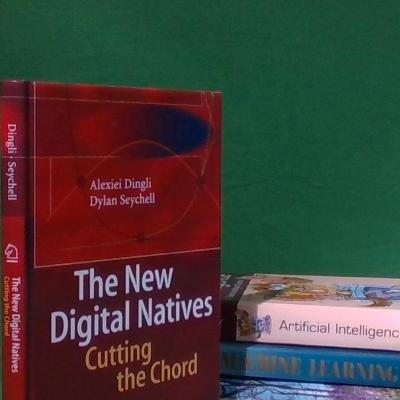 Dingli · Seychell
The New Digital Natives
Cutting the Chord
Alexiei Dingli
Dylan Seychell
The New
Digital Natives
Cutting
the Chord
Artificial Intelligenc
MACHINE LEARNING